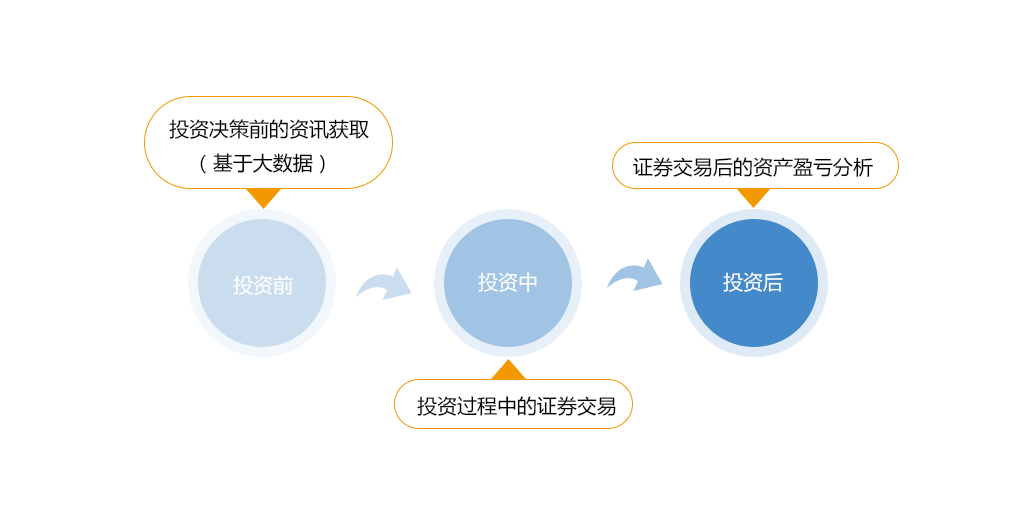 投资决策前的资讯获取
（基于大数据）
证券交易后的资产盈亏分析
投资前
投资中
投资后
投资过程中的证券交易